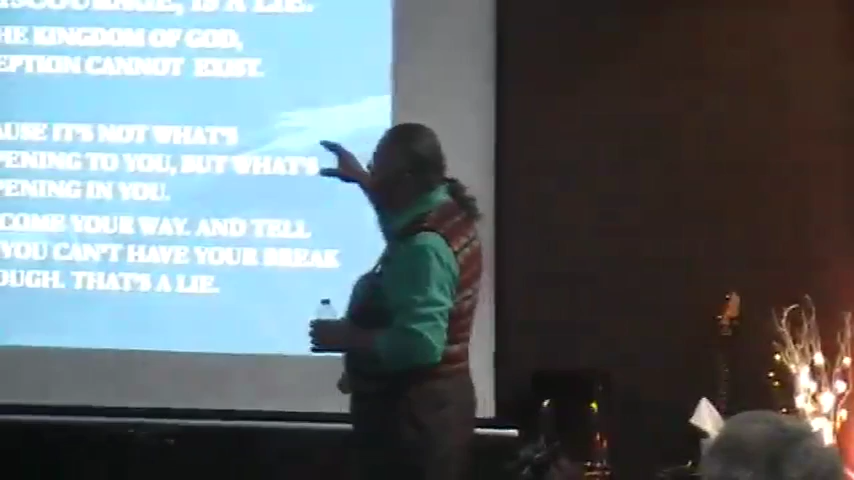 IS A LIE.
HE KINGDOM OF GOD,
EPTION CANNOT EXIST.
AUSE IT'S NOT WHAT'S
PENING TO YOU, BUT WHAT'S
PENING IN YOU.
COME YOUR WAY. AND TELL
YOU CAN'T HAVE YOUR BREAK
OUGH. THAT'S A LIE.